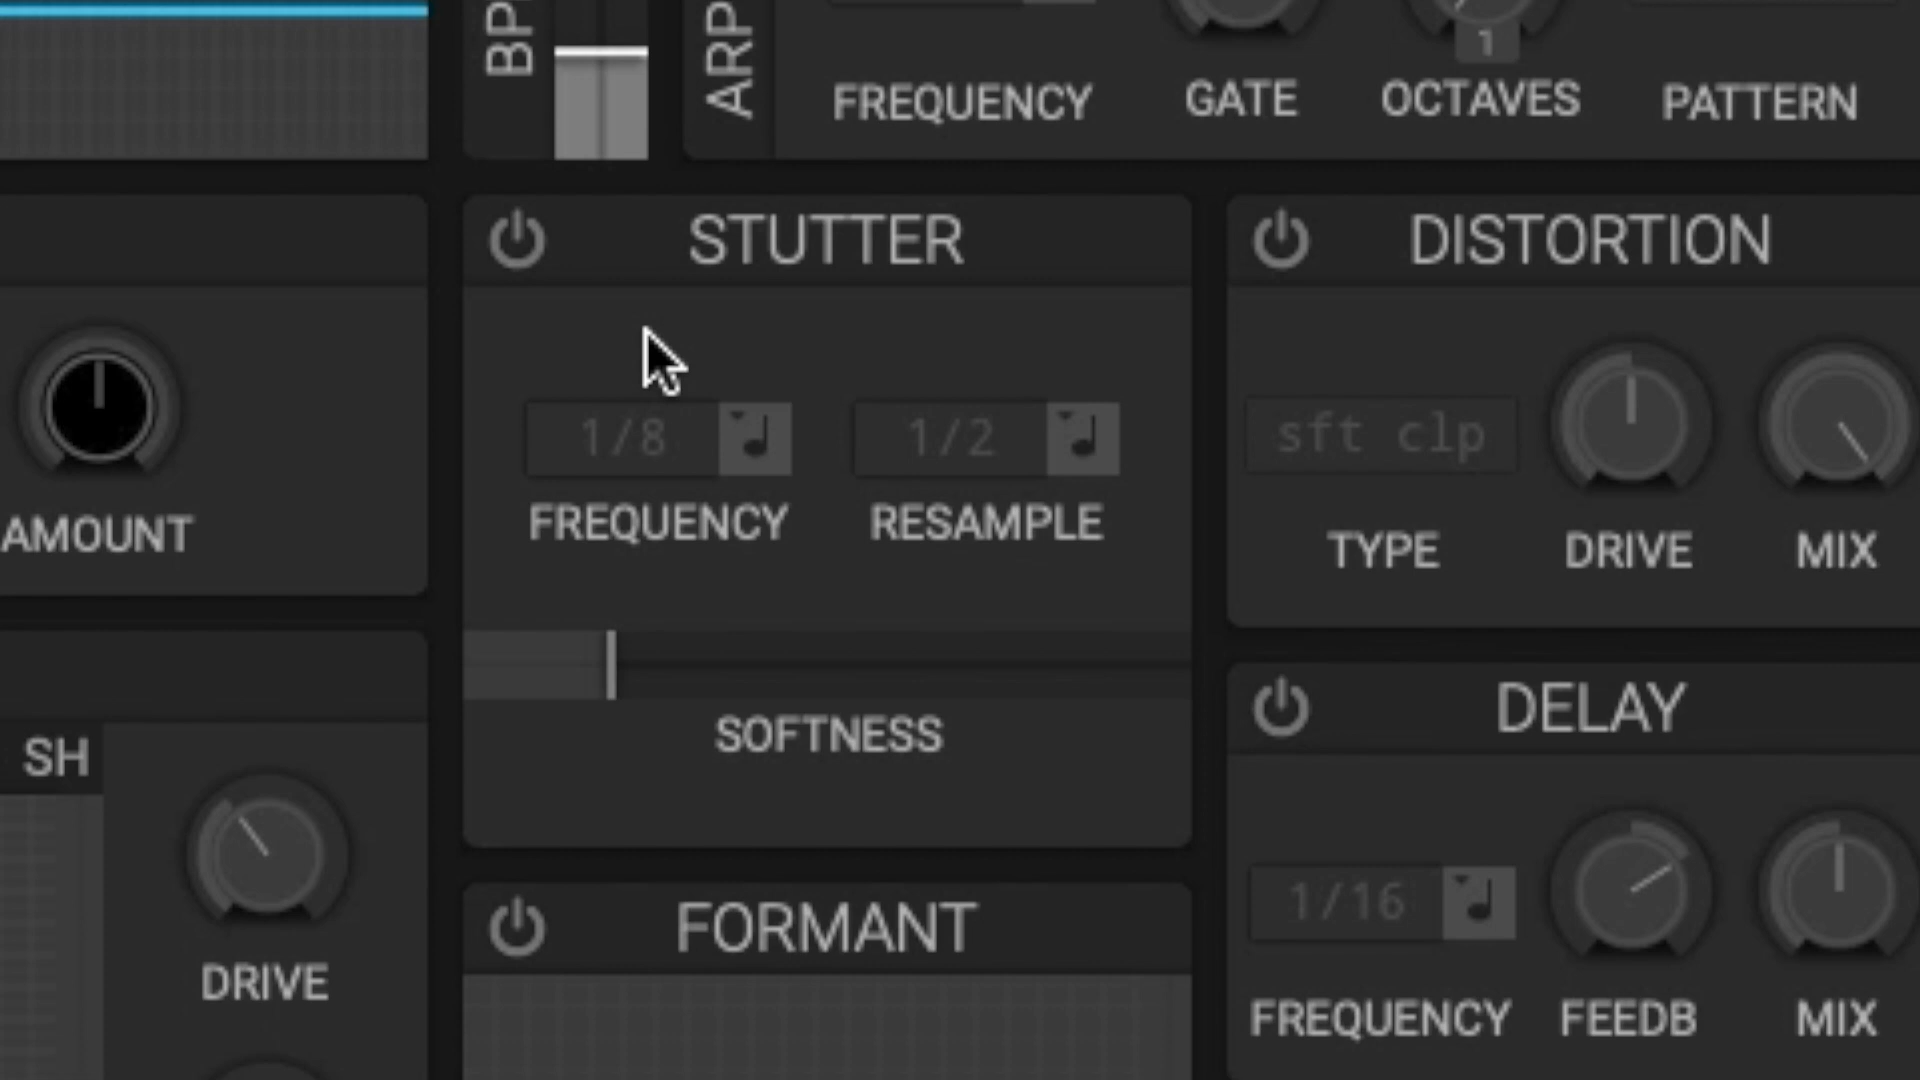 BP
ARP
1
FREQUENCY
GATE
OCTAVES
PATTERN
STUTTER
DISTORTION
1/8
1/2
sft clp
FREQUENCY
RESAMPLE
AMOUNT
TYPE
DRIVE
MIX
SOFTNESS
DELAY
SH
1/16
FORMANT
DRIVE
FREQUENCY
FEEDB
MIX